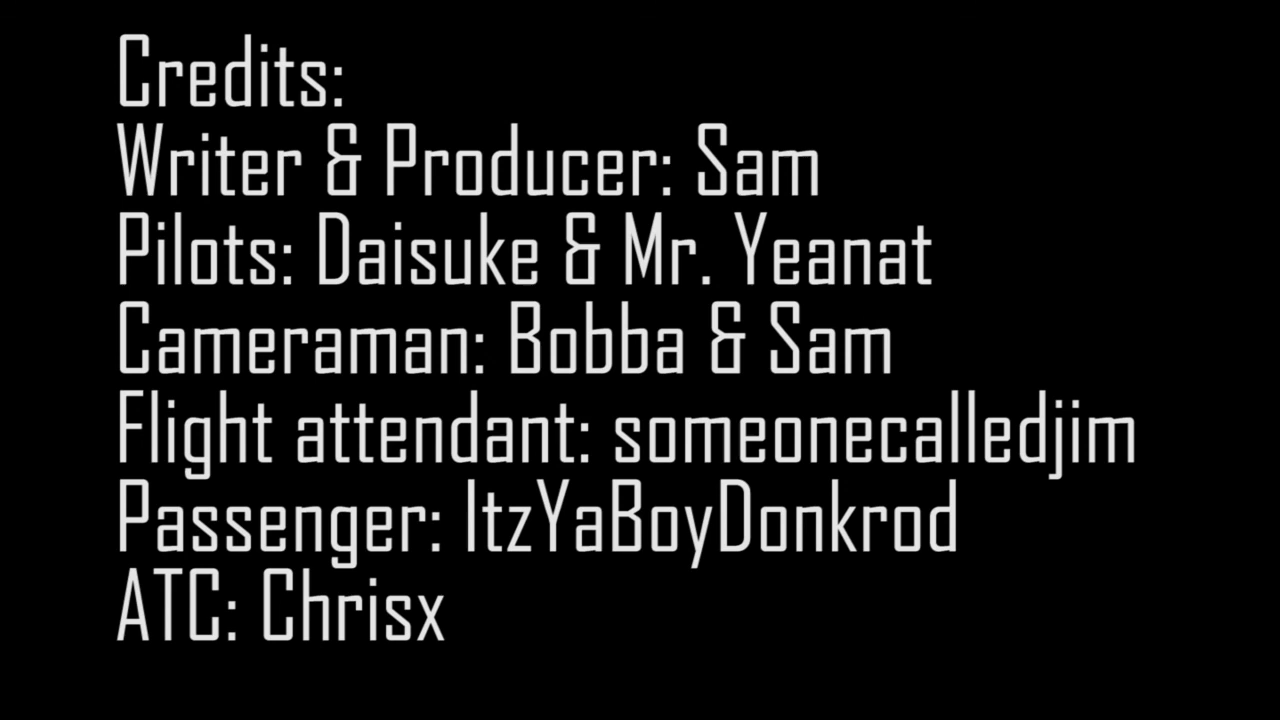 Credits:
Writer & Producer: Sam
Pilots: Daisuke & Mr. Yeanat
Cameraman: Bobba & Sam
Flight attendant: someonecalledjim
Passenger: ItzYaBoyDonkrod
ATC: Chrisx